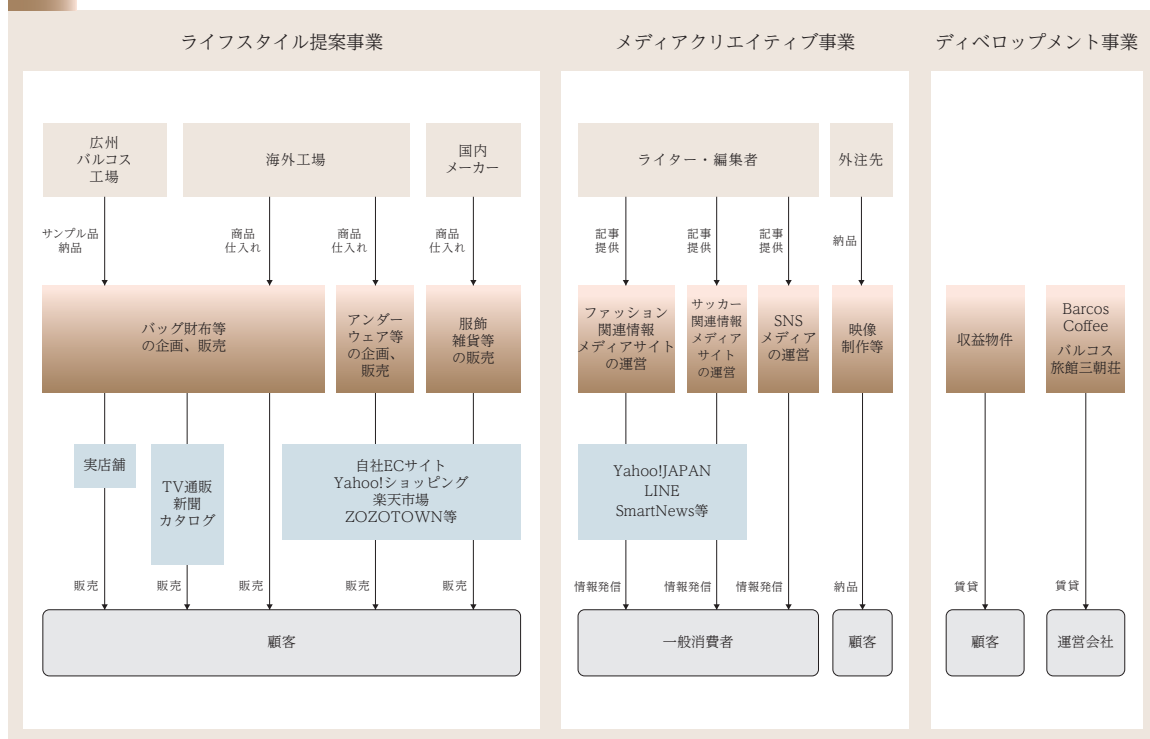 ライフスタイル提案事業
メディアクリエイティブ事業
ディベロップメント事業
広州
バルコス
工場
海外工場
国内
メーカー
ライター・編集者
外注先
サンプル品
納品
商品
仕入れ
商品
仕入れ
商品
仕入れ
記事
提供
記事
提供
記事
提供
納品
バッグ財布等
の企画、販売
アンダー
ウェア等
の企画、
販売
服飾
雑貨等
の販売
ファッション
関連情報
メディアサイト
の運営
サッカー
関連情報
メディア
サイト
の運営
SNS
メディア
の運営
映像
制作等
収益物件
Barcos
Coffee
バルコス
旅館三朝荘
実店舗
TV通販
新聞
カタログ
自社ECサイト
Yahoo!ショッピング
楽天市場
ZOZOTOWN等
Yahoo!JAPAN
LINE
SmartNews等
販売
販売
販売
販売
販売
情報発信
情報発信
情報発信
納品
賃貸
賃貸
顧客
一般消費者
顧客
顧客
運営会社